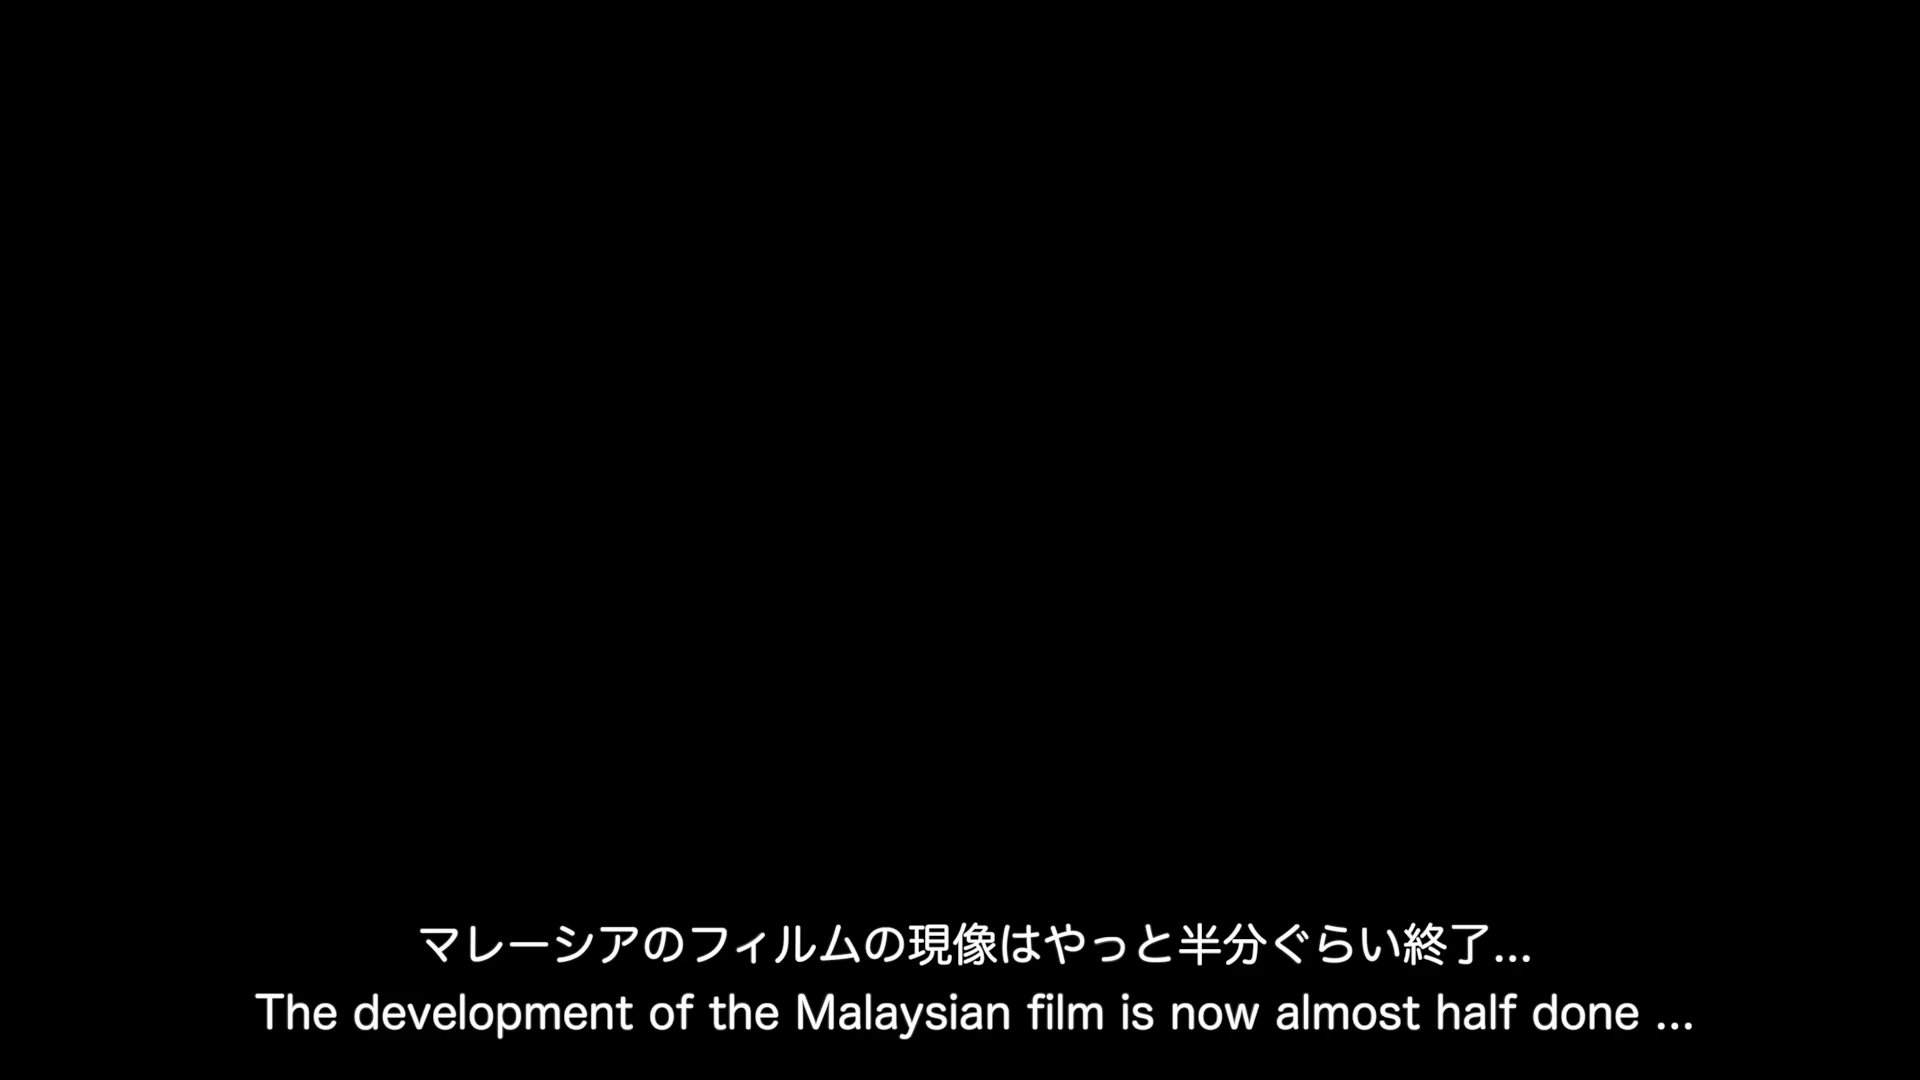 マレーシアのフィルムの現像はやっと半分ぐらい終了...
The development of the Malaysian film is now almost half done ...